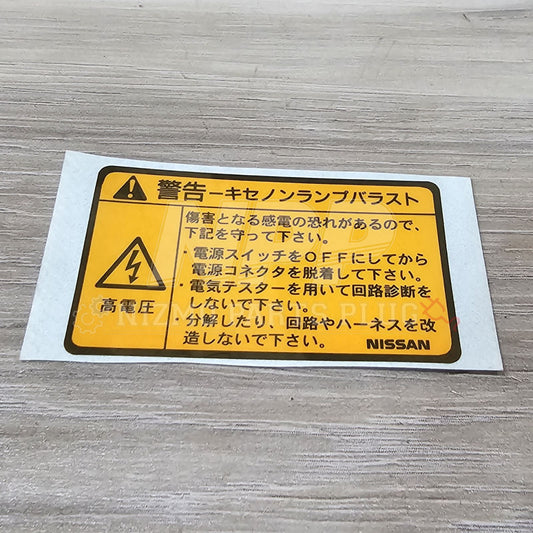 警告ーキセノンランプバラスト
傷害となる感電の恐れがあるので、
下記を守って下さい。
・電源スイッチをOFFにしてから
電源コネクタを脱着して下さい。
・電気テスターを用いて回路診断を
しないで下さい。
・分解したり、回路やハーネスを改
造しないで下さい。
高電圧
NISSAN
NIZMO PARTS PLUG